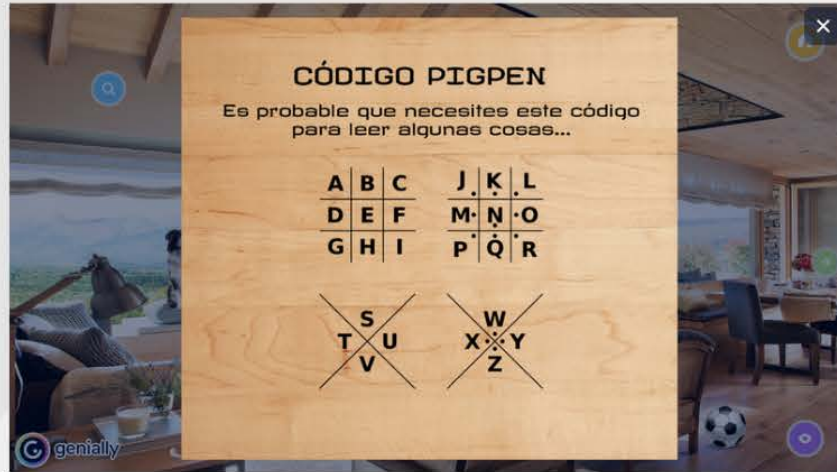 CÓDIGO PIGPEN
Es probable que necesites este código
para leer algunas cosas...
A B C
D E F
G H I
J K L
M N O
P Q R
S
T U
V
W
X Y
Z
genially